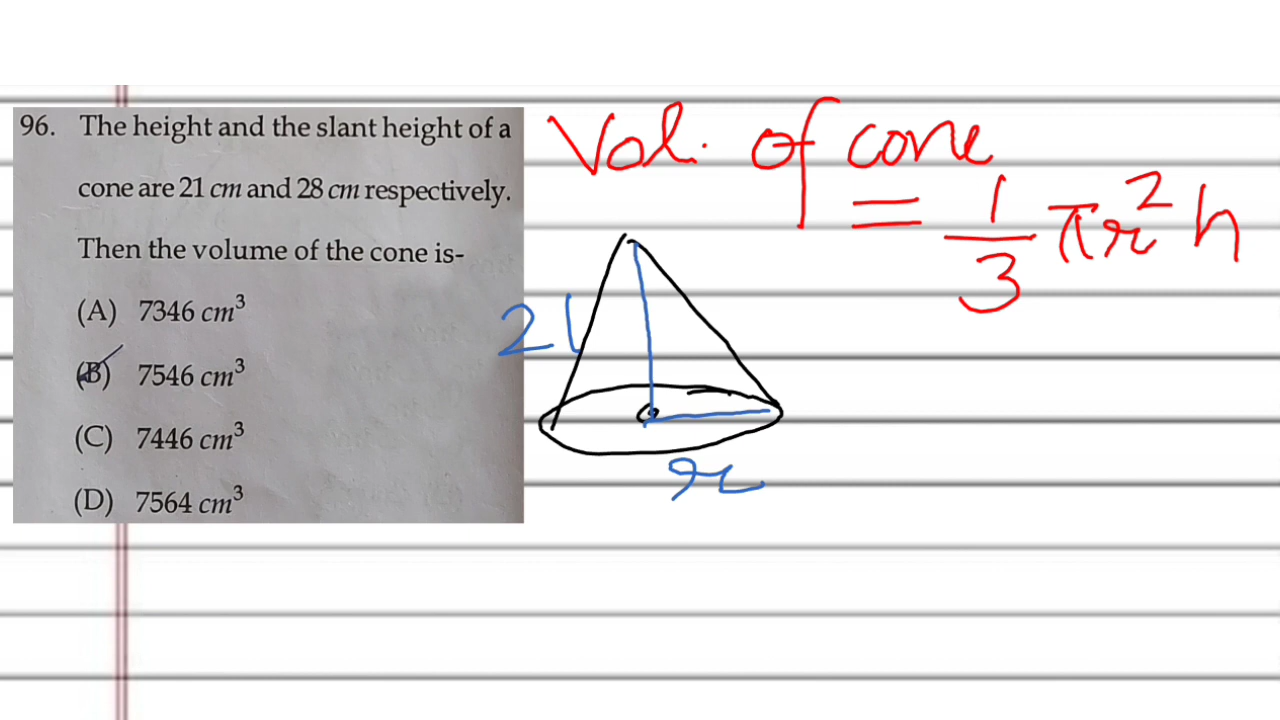 96. The height and the slant height of a
cone are 21 cm and 28 cm respectively.
Then the volume of the cone is-
(A) 7346 cm³
(B) 7546 cm³
(C) 7446 cm³
(D) 7564 cm³
Vol. of cone
= 1/3 πr² h
21
r